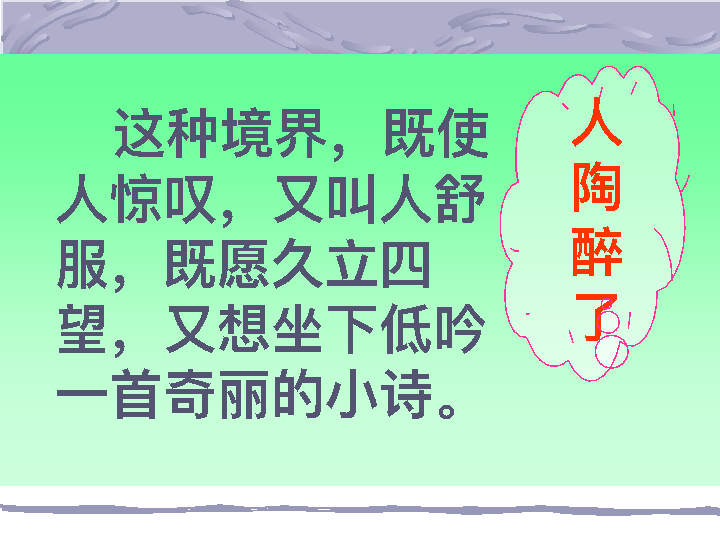 这种境界，既使
人惊叹，又叫人舒
服，既愿久立四
望，又想坐下低吟
一首奇丽的小诗。
人陶醉了